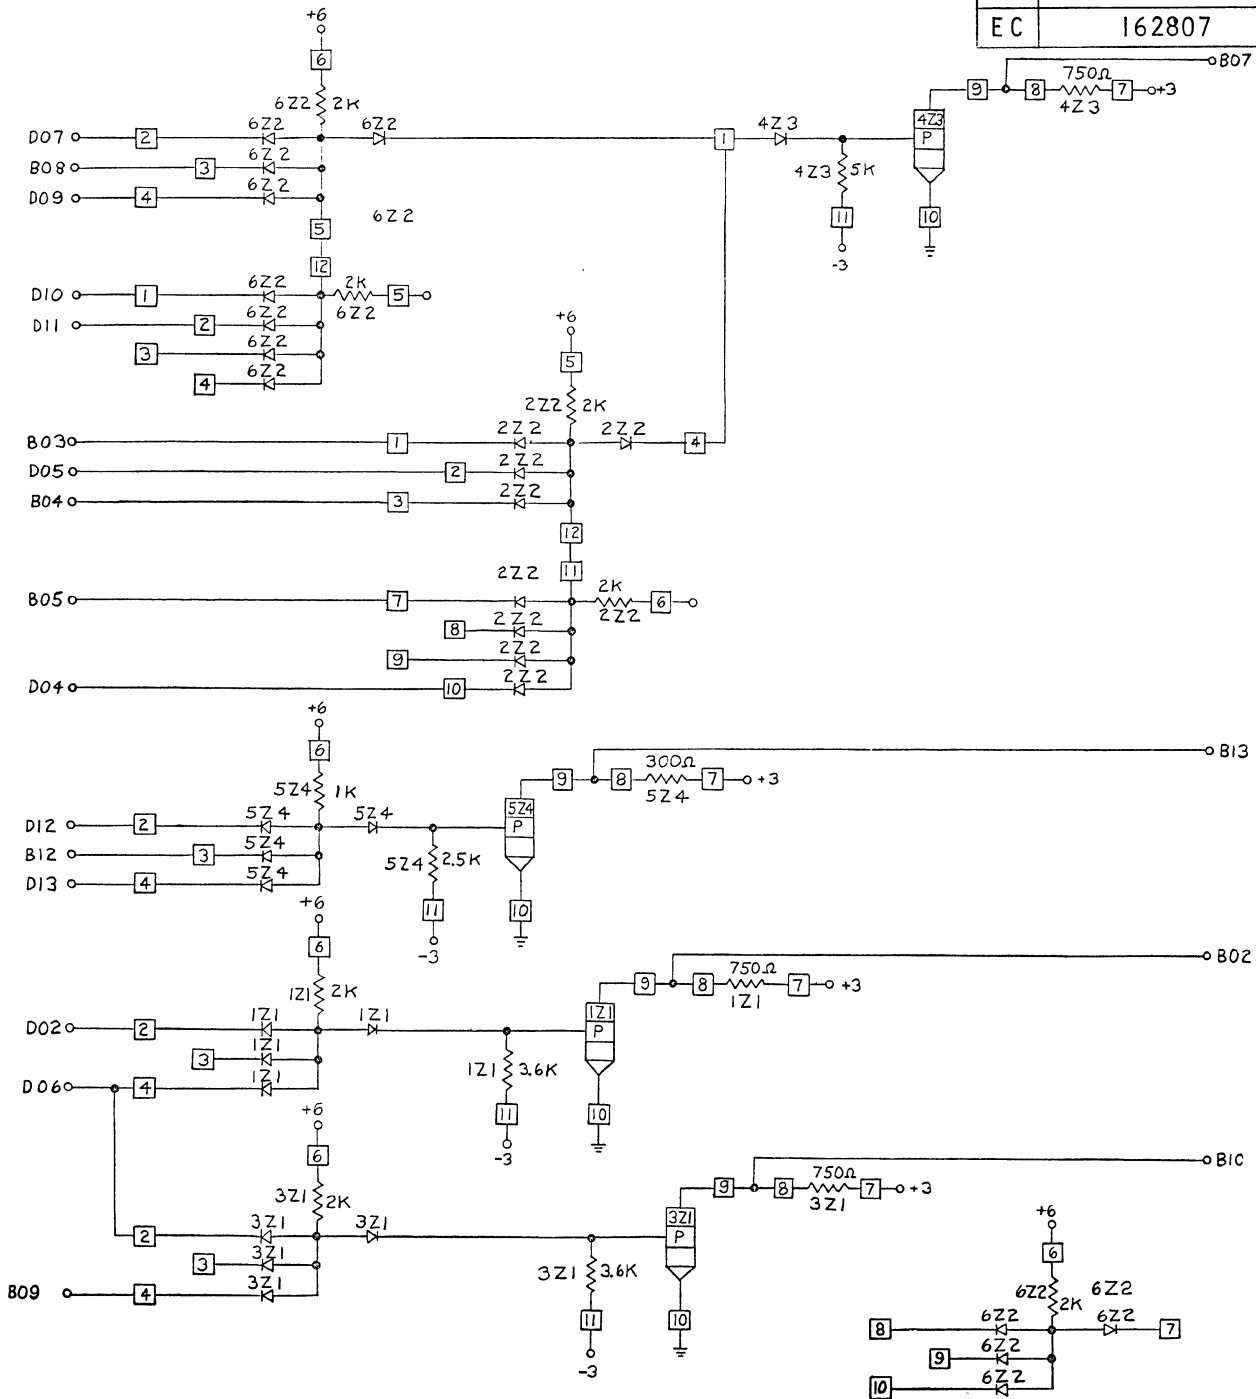 EC 162807
+6
6
B07
750Ω
9 8 7 +3
4Z3
6Z2 2K
D07 2 6Z2 6Z2 1 4Z3 4Z3
P
B08 3 6Z2
4Z3 5K
D09 4 6Z2
5 6Z2 11 10
12 -3
D10 1 6Z2 2K 5
6Z2
D11 2 6Z2
+6
3 6Z2
5
4 6Z2
2Z2 2K
B03 1 2Z2 2Z2 4
D05 2 2Z2
B04 3 2Z2
12
11
2Z2 2K
B05 7 6
2Z2
8 2Z2
9 2Z2
D04 10 2Z2
+6
6 B13
300Ω
9 8 7 +3
5Z4
5Z4 1K
D12 2 5Z4 5Z4 5Z4
P
B12 3 5Z4
5Z4 2.5K
D13 4 5Z4
+6 11 10
6 -3
B02
750Ω
9 8 7 +3
1Z1
1Z1 2K
D02 2 1Z1 1Z1 1Z1
P
3 1Z1
1Z1 3.6K
D06 4 1Z1
+6 11 10
6 -3
B10
750Ω
9 8 7 +3
3Z1
3Z1 2K
+6
2 3Z1 3Z1 3Z1
P
6
3 3Z1
3Z1 3.6K
B09 4 3Z1
6Z2 2K 6Z2
11 10
8 6Z2 6Z2 7
-3
9 6Z2
10 6Z2